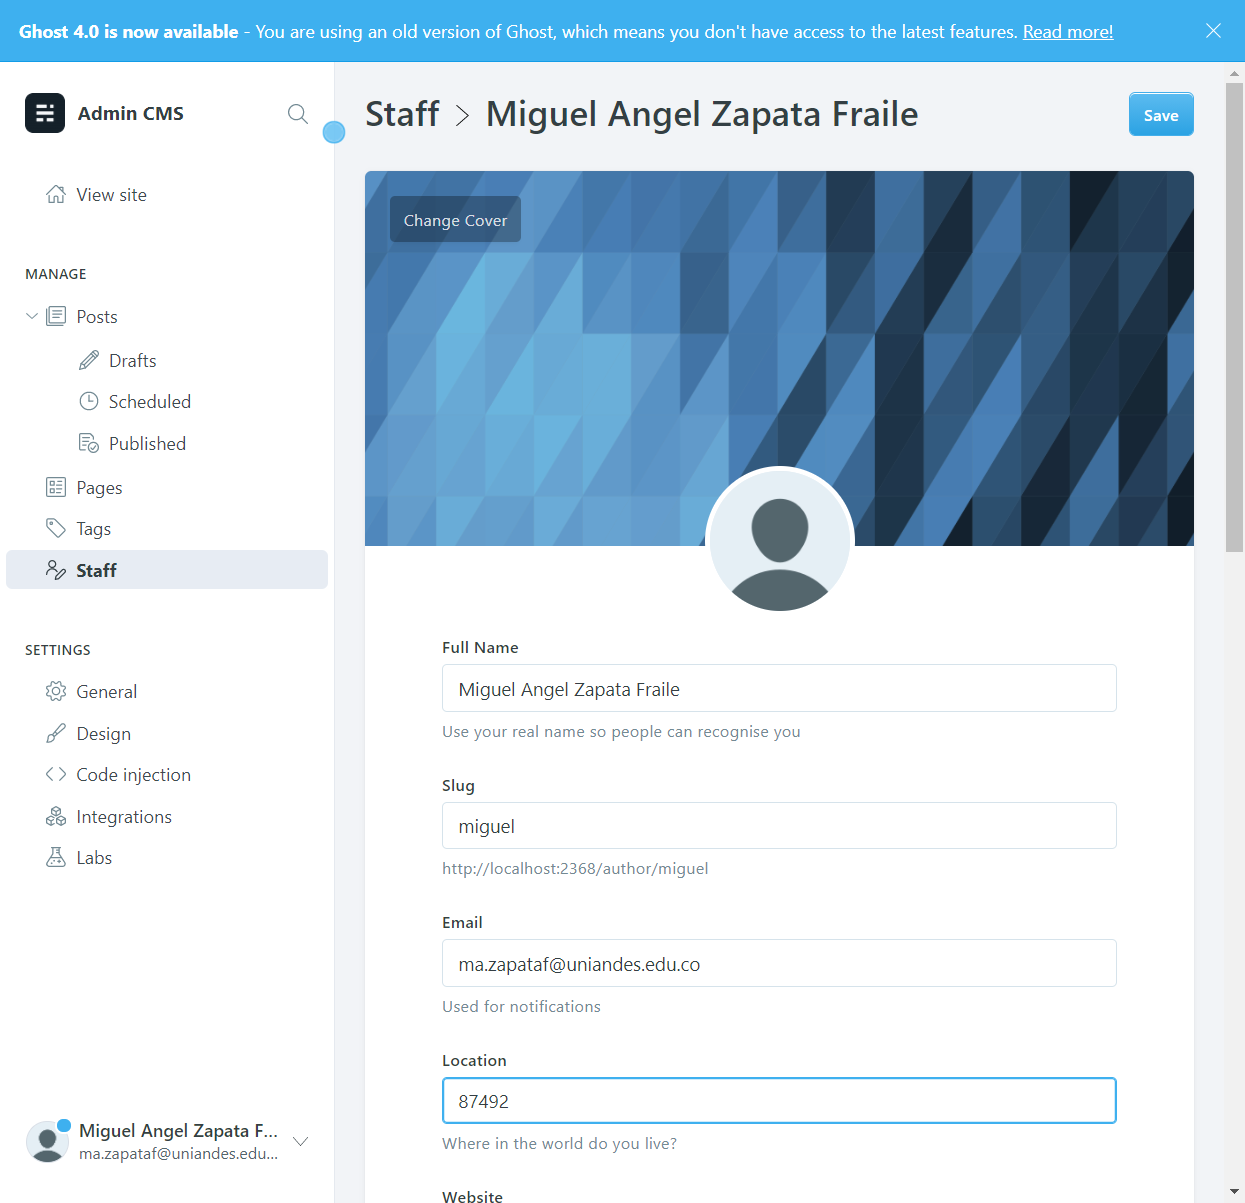 Ghost 4.0 is now available - You are using an old version of Ghost, which means you don't have access to the latest features. Read more!
Admin CMS
View site
MANAGE
Posts
Drafts
Scheduled
Published
Pages
Tags
Staff
SETTINGS
General
Design
Code injection
Integrations
Labs
Miguel Angel Zapata F...
ma.zapataf@uniandes.edu...
Staff > Miguel Angel Zapata Fraile
Save
Change Cover
Full Name
Miguel Angel Zapata Fraile
Use your real name so people can recognise you
Slug
miguel
http://localhost:2368/author/miguel
Email
ma.zapataf@uniandes.edu.co
Used for notifications
Location
87492
Where in the world do you live?
Website